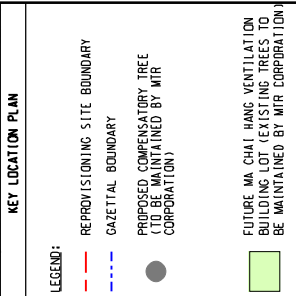 KEY LOCATION PLAN
LEGEND:
REPROVISIONING SITE BOUNDARY
GAZETTAL BOUNDARY
PROPOSED COMPENSATORY TREE
(TO BE MAINTAINED BY MTR
CORPORATION)
FUTURE MA CHAI HANG VENTILATION
BUILDING LOT (EXISTING TREES TO
BE MAINTAINED BY MTR CORPORATION)